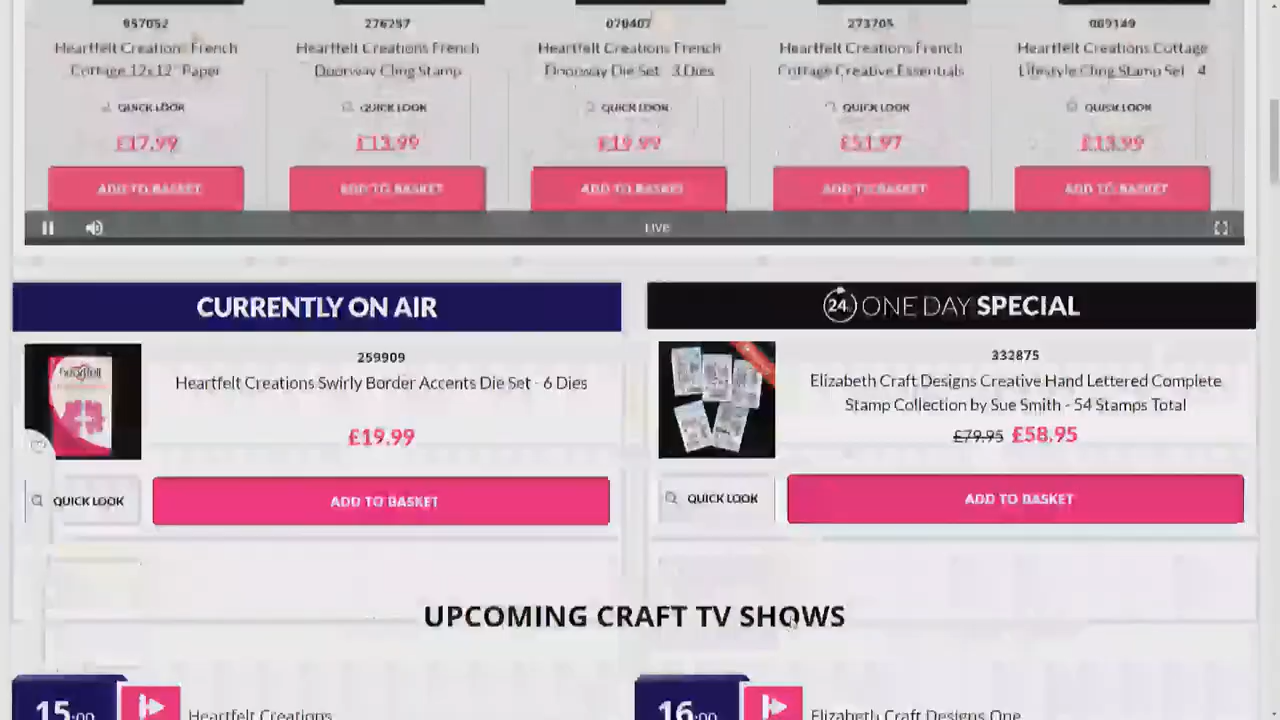 957052
276257
070407
273705
089149
Heartfelt Creations French
Cottage 12x12" Paper
Heartfelt Creations French
Doorway Cling Stamp
Heartfelt Creations French
Doorway Die Set - 3 Dies
Heartfelt Creations French
Cottage Creative Essentials
Heartfelt Creations Cottage
Lifestyle Cling Stamp Set - 4
QUICK LOOK
QUICK LOOK
QUICK LOOK
QUICK LOOK
QUICK LOOK
£17.99
£13.99
£19.99
£51.97
£13.99
ADD TO BASKET
ADD TO BASKET
ADD TO BASKET
ADD TO BASKET
ADD TO BASKET
LIVE
CURRENTLY ON AIR
259909
Heartfelt Creations Swirly Border Accents Die Set - 6 Dies
£19.99
QUICK LOOK
ADD TO BASKET
24 ONE DAY SPECIAL
332875
Elizabeth Craft Designs Creative Hand Lettered Complete
Stamp Collection by Sue Smith - 54 Stamps Total
£79.95 £58.95
QUICK LOOK
ADD TO BASKET
UPCOMING CRAFT TV SHOWS
15:00
Heartfelt Creations
16:00
Elizabeth Craft Designs One